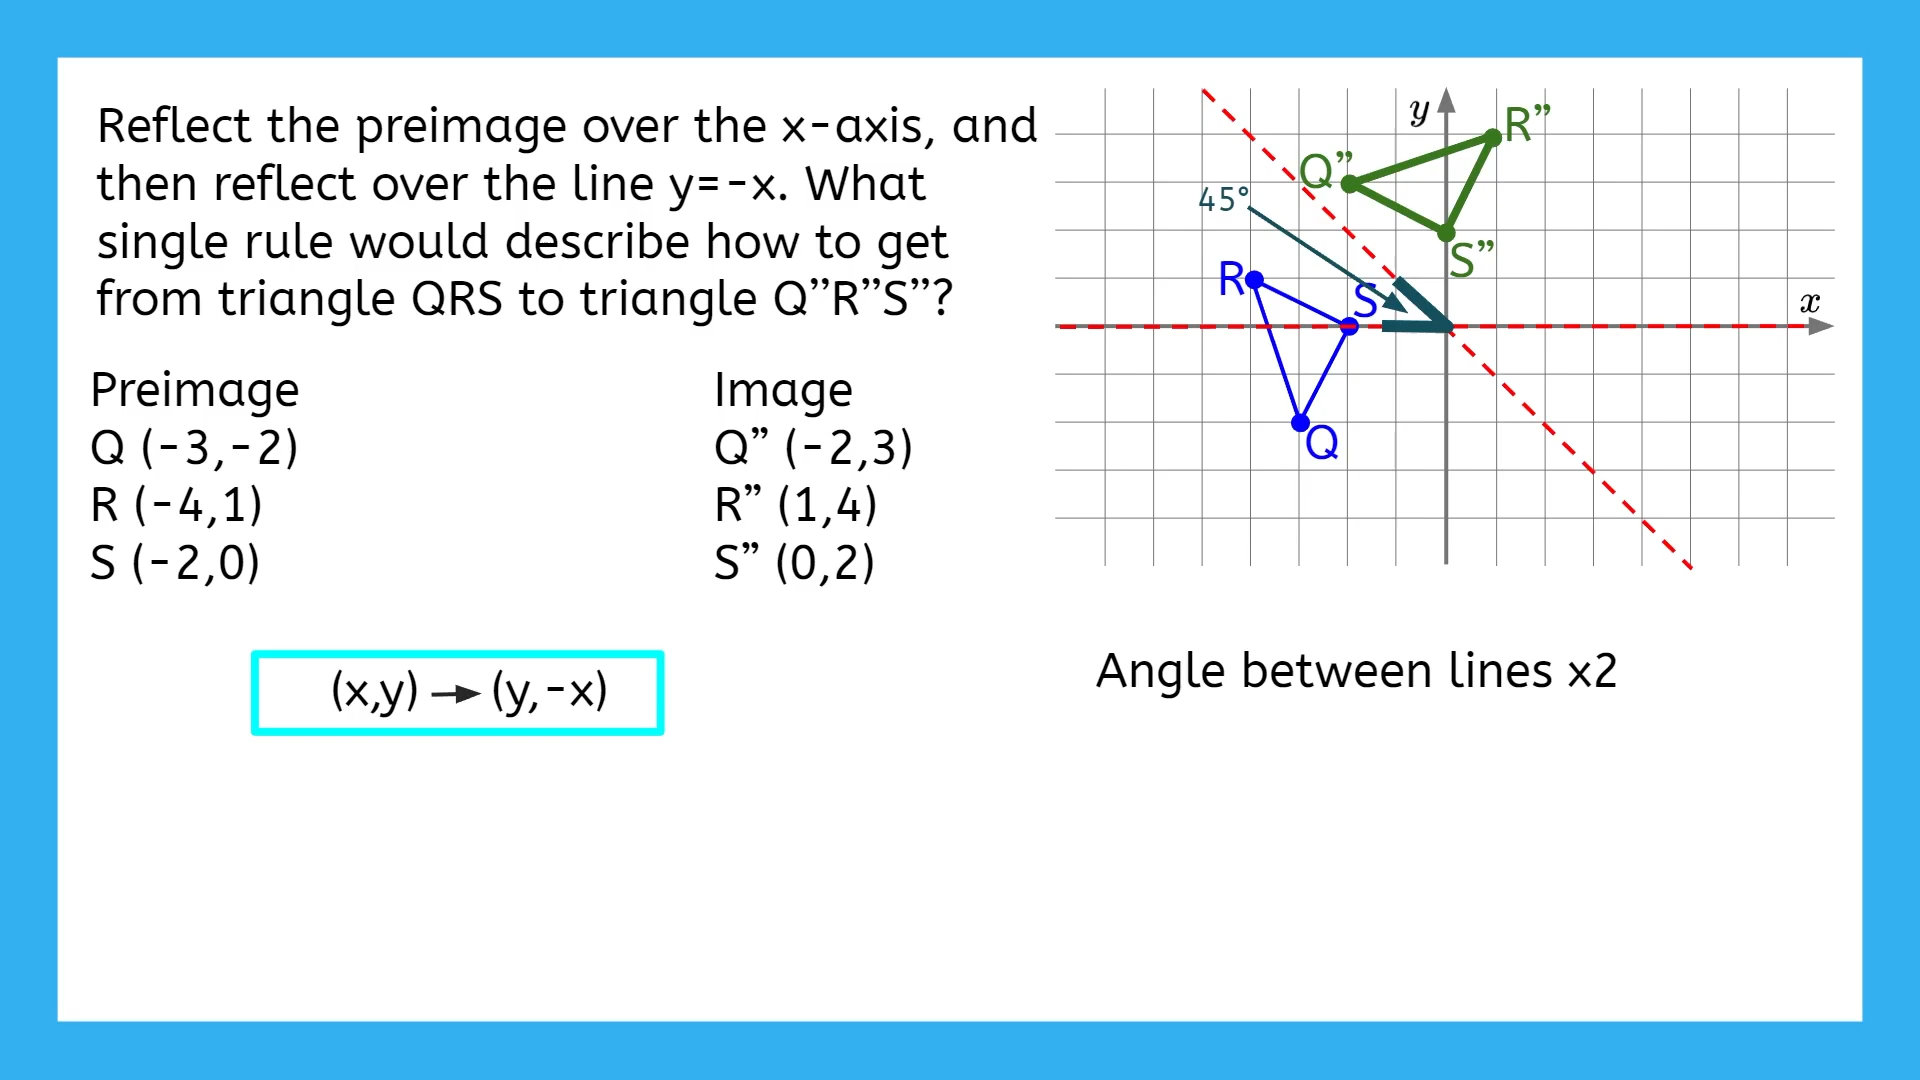 Reflect the preimage over the x-axis, and
then reflect over the line y=-x. What
single rule would describe how to get
from triangle QRS to triangle Q”R”S”?
Preimage
Q (-3,-2)
R (-4,1)
S (-2,0)
Image
Q” (-2,3)
R” (1,4)
S” (0,2)
(x,y) → (y,-x)
y
R”
Q”
45°
S”
R
S
x
Q
Angle between lines x2